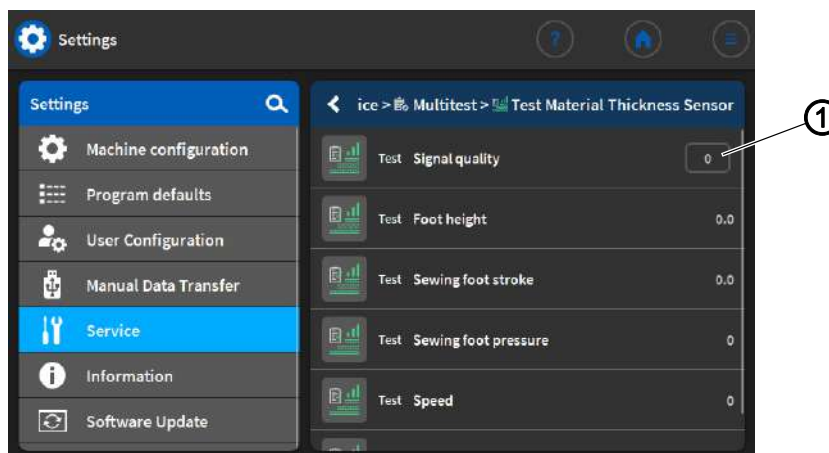 Settings
?
Settings
Machine configuration
Program defaults
User Configuration
Manual Data Transfer
Service
Information
Software Update
ice > Multitest > Test Material Thickness Sensor
Test Signal quality 0
Test Foot height 0.0
Test Sewing foot stroke 0.0
Test Sewing foot pressure 0
Test Speed 0
1